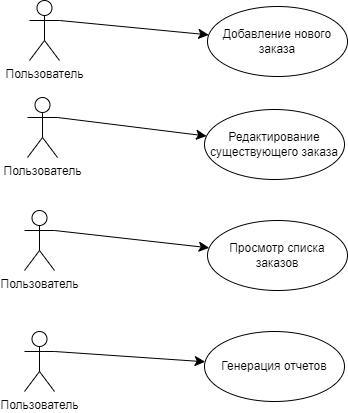 Добавление нового
заказа
Пользователь
Редактирование
существующего заказа
Пользователь
Просмотр списка
заказов
Пользователь
Генерация отчетов
Пользователь